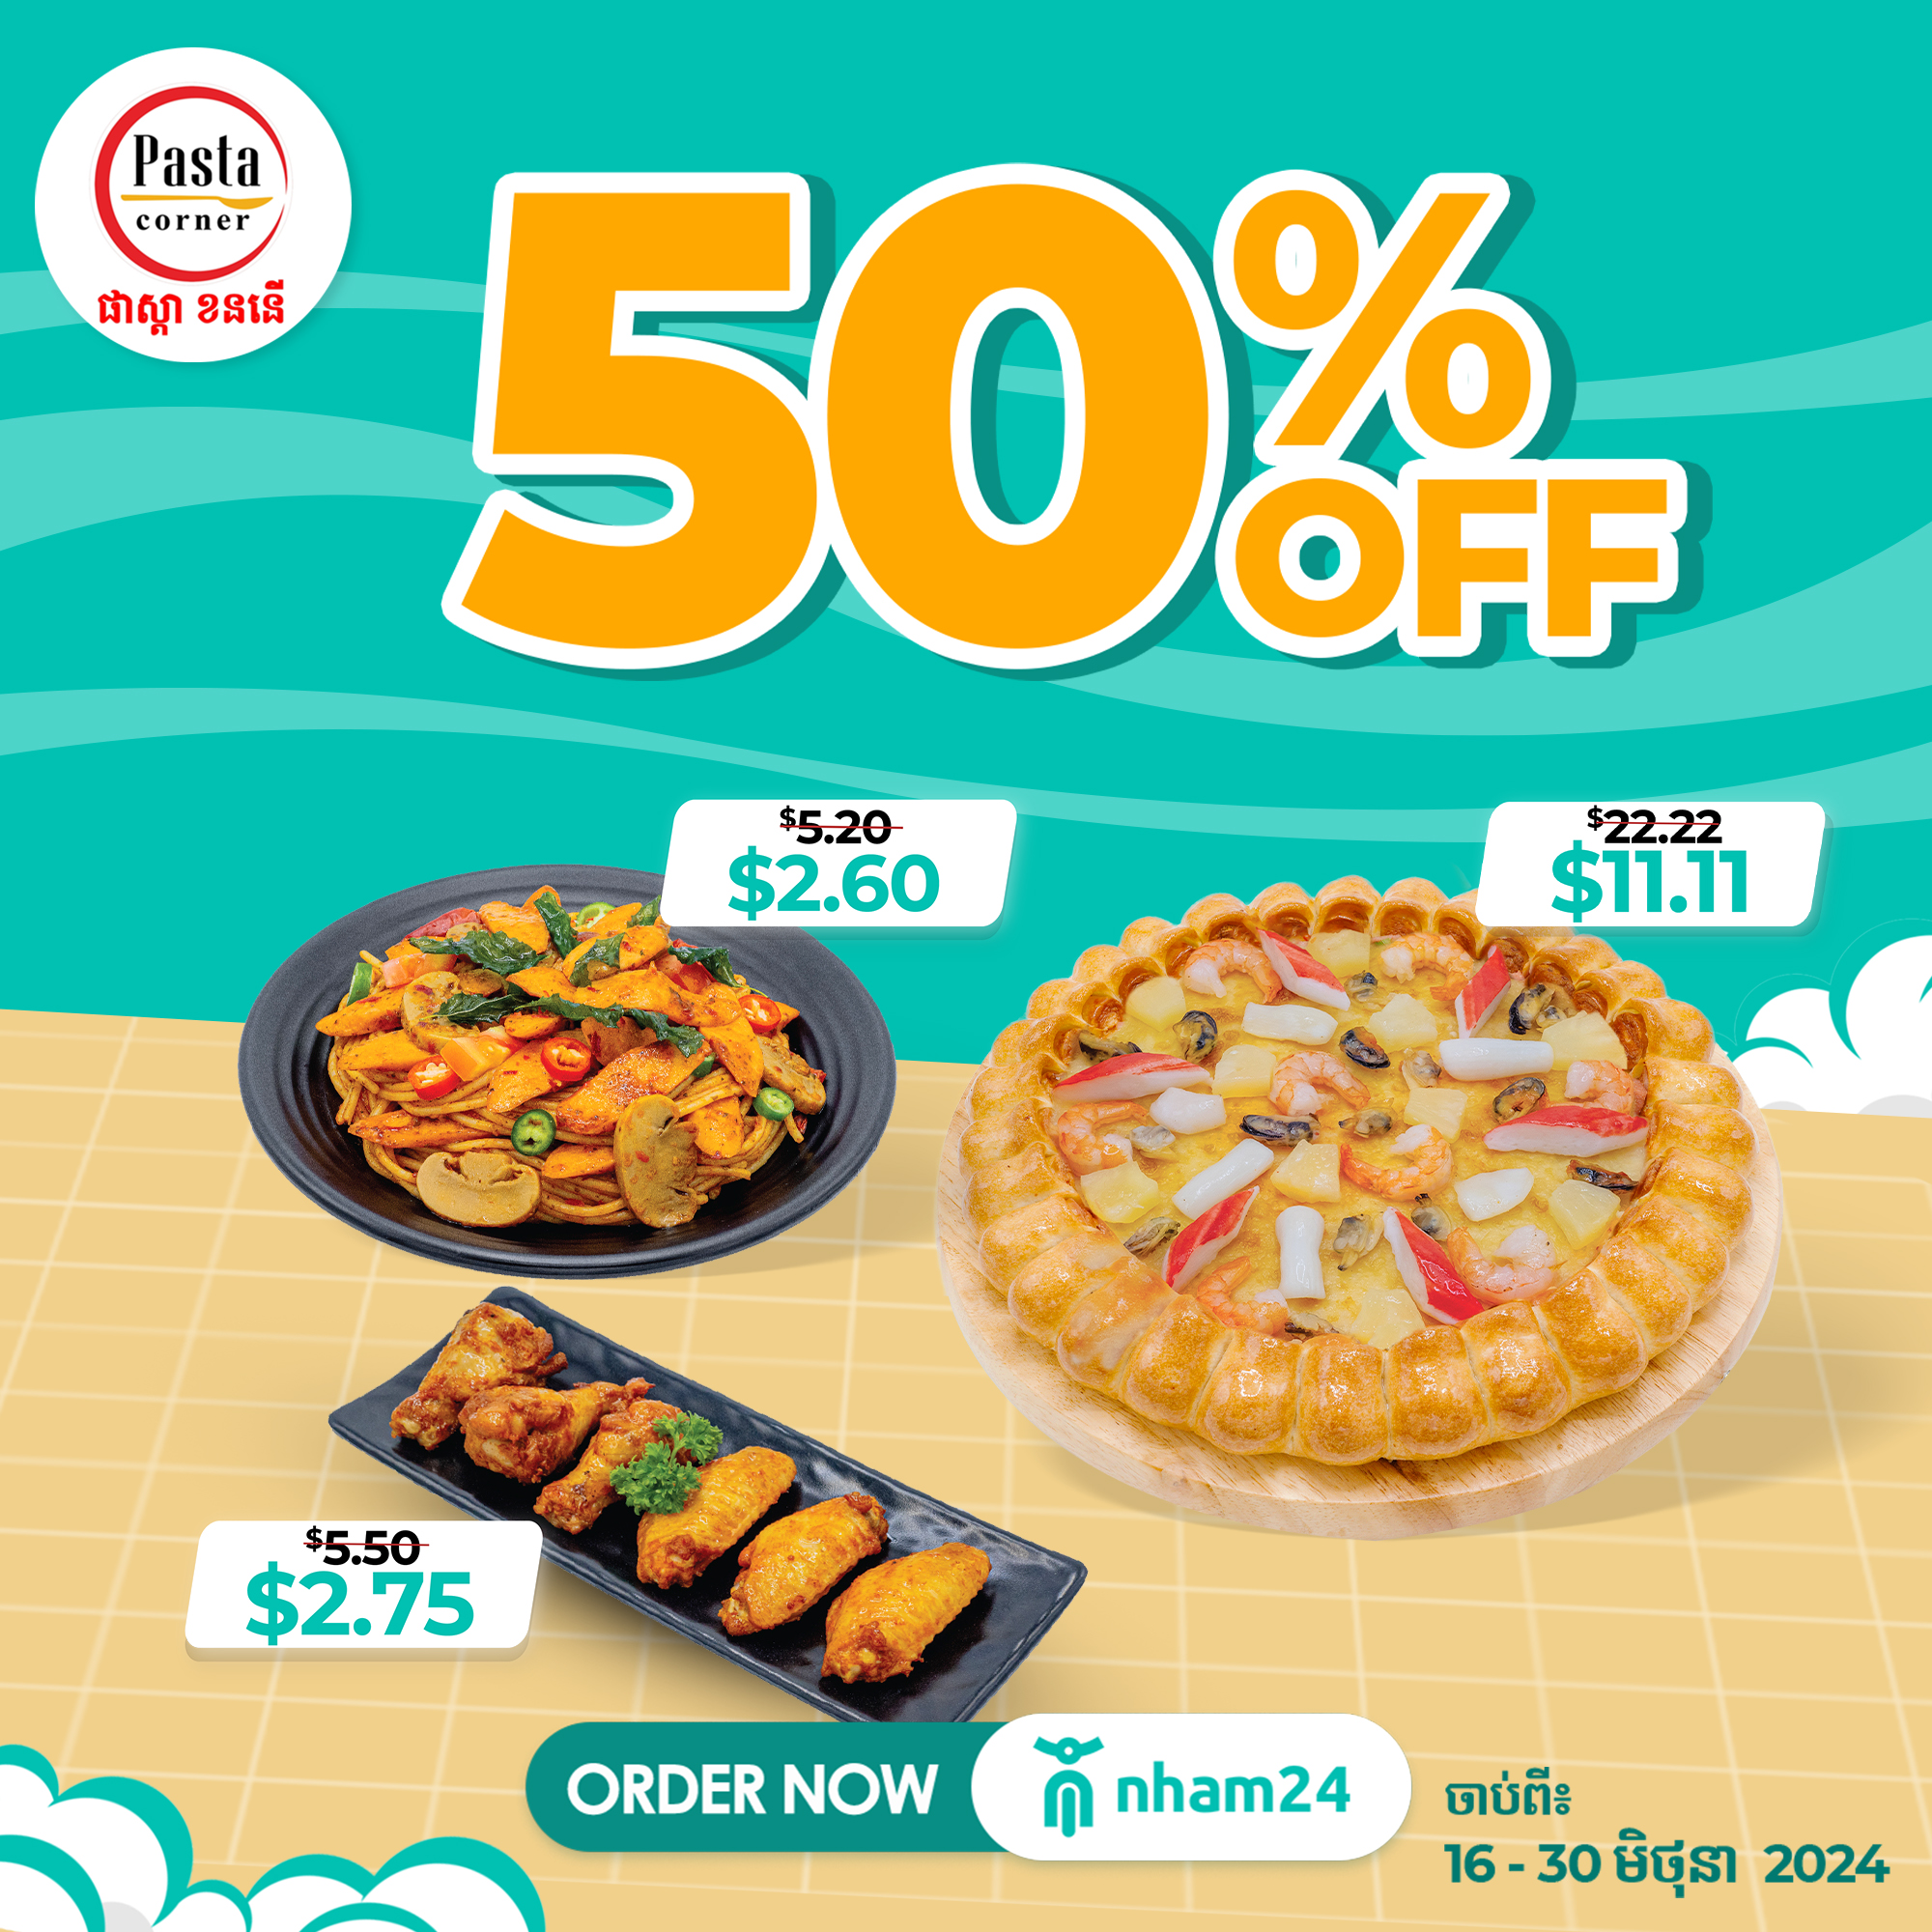 Pasta
corner
ផាស្តា ខននើ
50%
OFF
$5.20
$2.60
$22.22
$11.11
$5.50
$2.75
ORDER NOW
nham24
ចាប់ពី៖
16 - 30 មិថុនា 2024